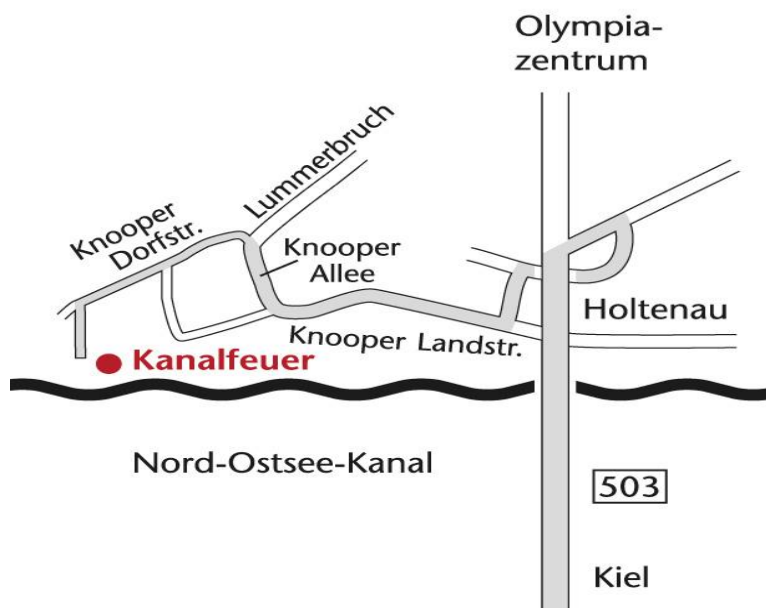 Olympia-
zentrum
Lummerbruch
Knooper
Dorfstr.
Knooper
Allee
Holtenau
Knooper Landstr.
Kanalfeuer
Nord-Ostsee-Kanal
503
Kiel